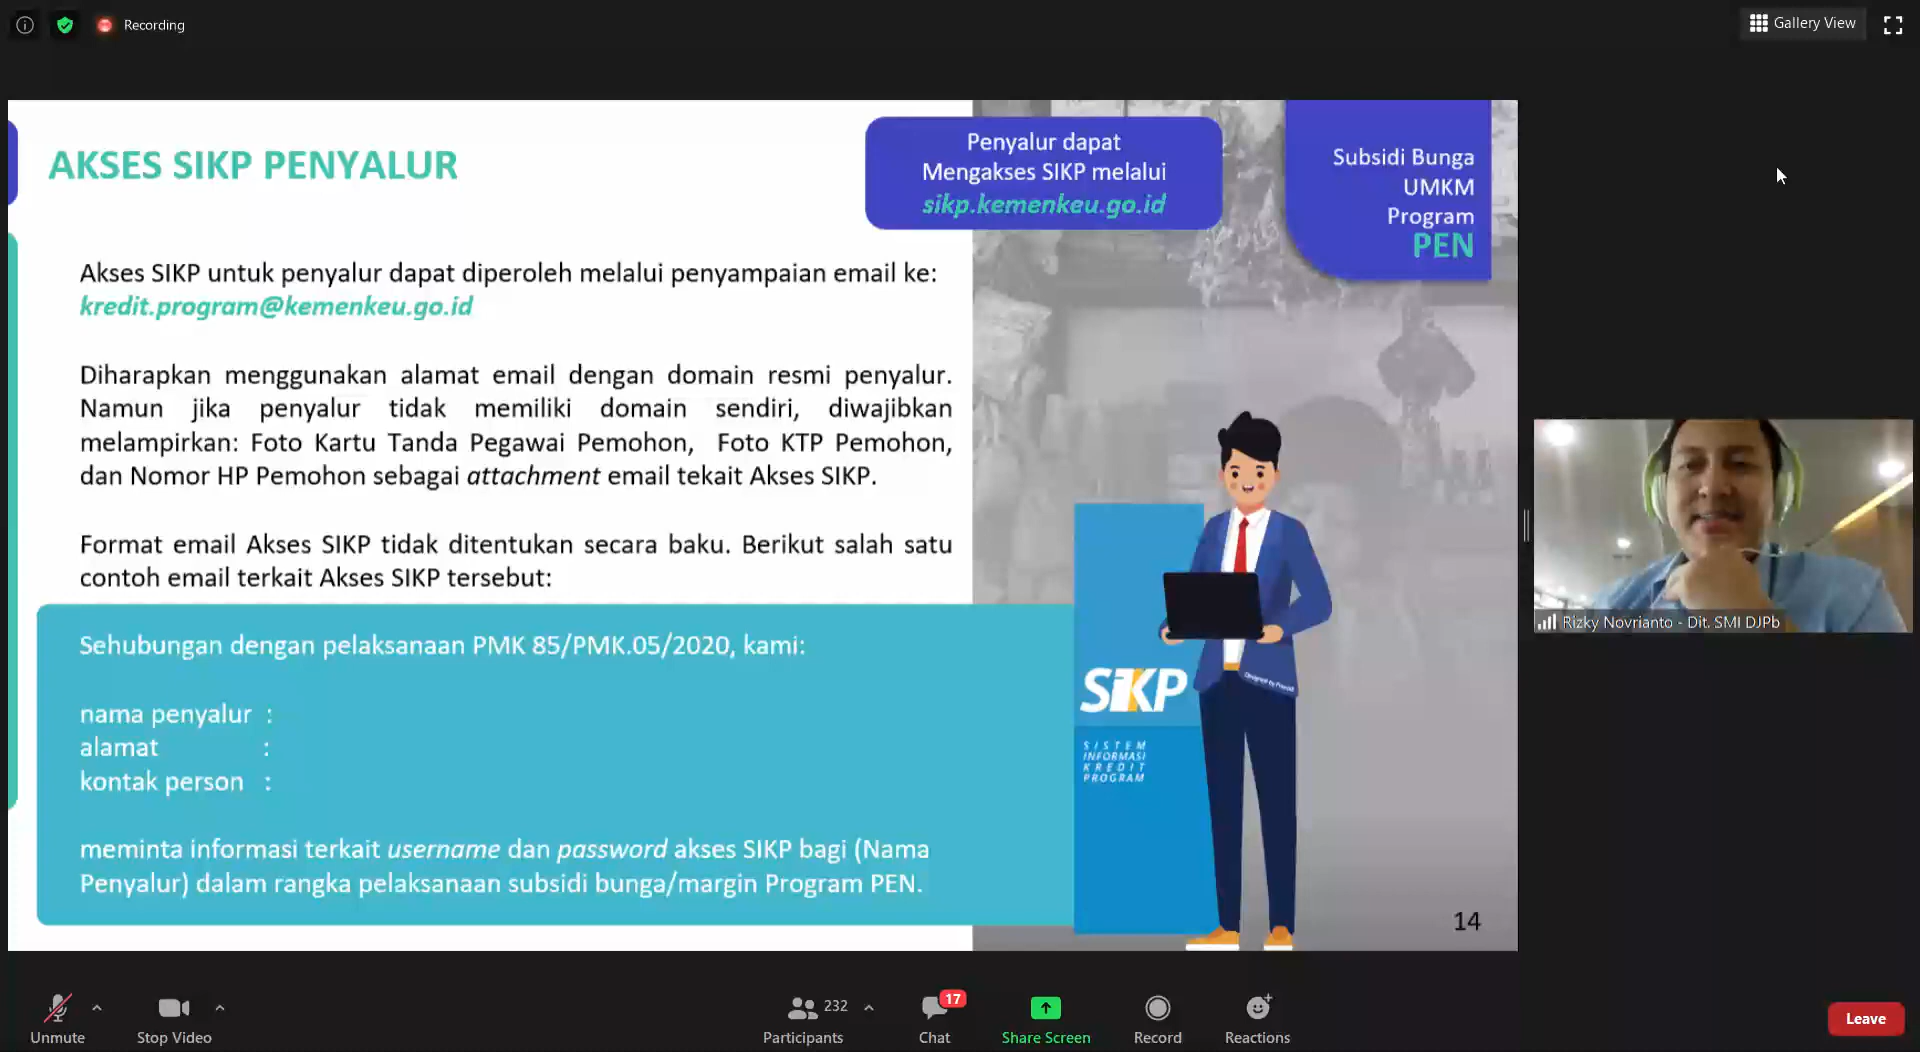 Recording
Gallery View
AKSES SIKP PENYALUR
Penyalur dapat
Mengakses SIKP melalui
sikp.kemenkeu.go.id
Subsidi Bunga
UMKM
Program
PEN
Akses SIKP untuk penyalur dapat diperoleh melalui penyampaian email ke:
kredit.program@kemenkeu.go.id
Diharapkan menggunakan alamat email dengan domain resmi penyalur.
Namun jika penyalur tidak memiliki domain sendiri, diwajibkan
melampirkan: Foto Kartu Tanda Pegawai Pemohon, Foto KTP Pemohon,
dan Nomor HP Pemohon sebagai attachment email tekait Akses SIKP.
Format email Akses SIKP tidak ditentukan secara baku. Berikut salah satu
contoh email terkait Akses SIKP tersebut:
Sehubungan dengan pelaksanaan PMK 85/PMK.05/2020, kami:
nama penyalur :
alamat :
kontak person :
meminta informasi terkait username dan password akses SIKP bagi (Nama
Penyalur) dalam rangka pelaksanaan subsidi bunga/margin Program PEN.
SiKP
SISTEM
INFORMASI
KREDIT
PROGRAM
Designed by Freepik
14
Rizky Novrianto - Dit. SMI DJPb
Unmute
Stop Video
232
Participants
17
Chat
Share Screen
Record
Reactions
Leave